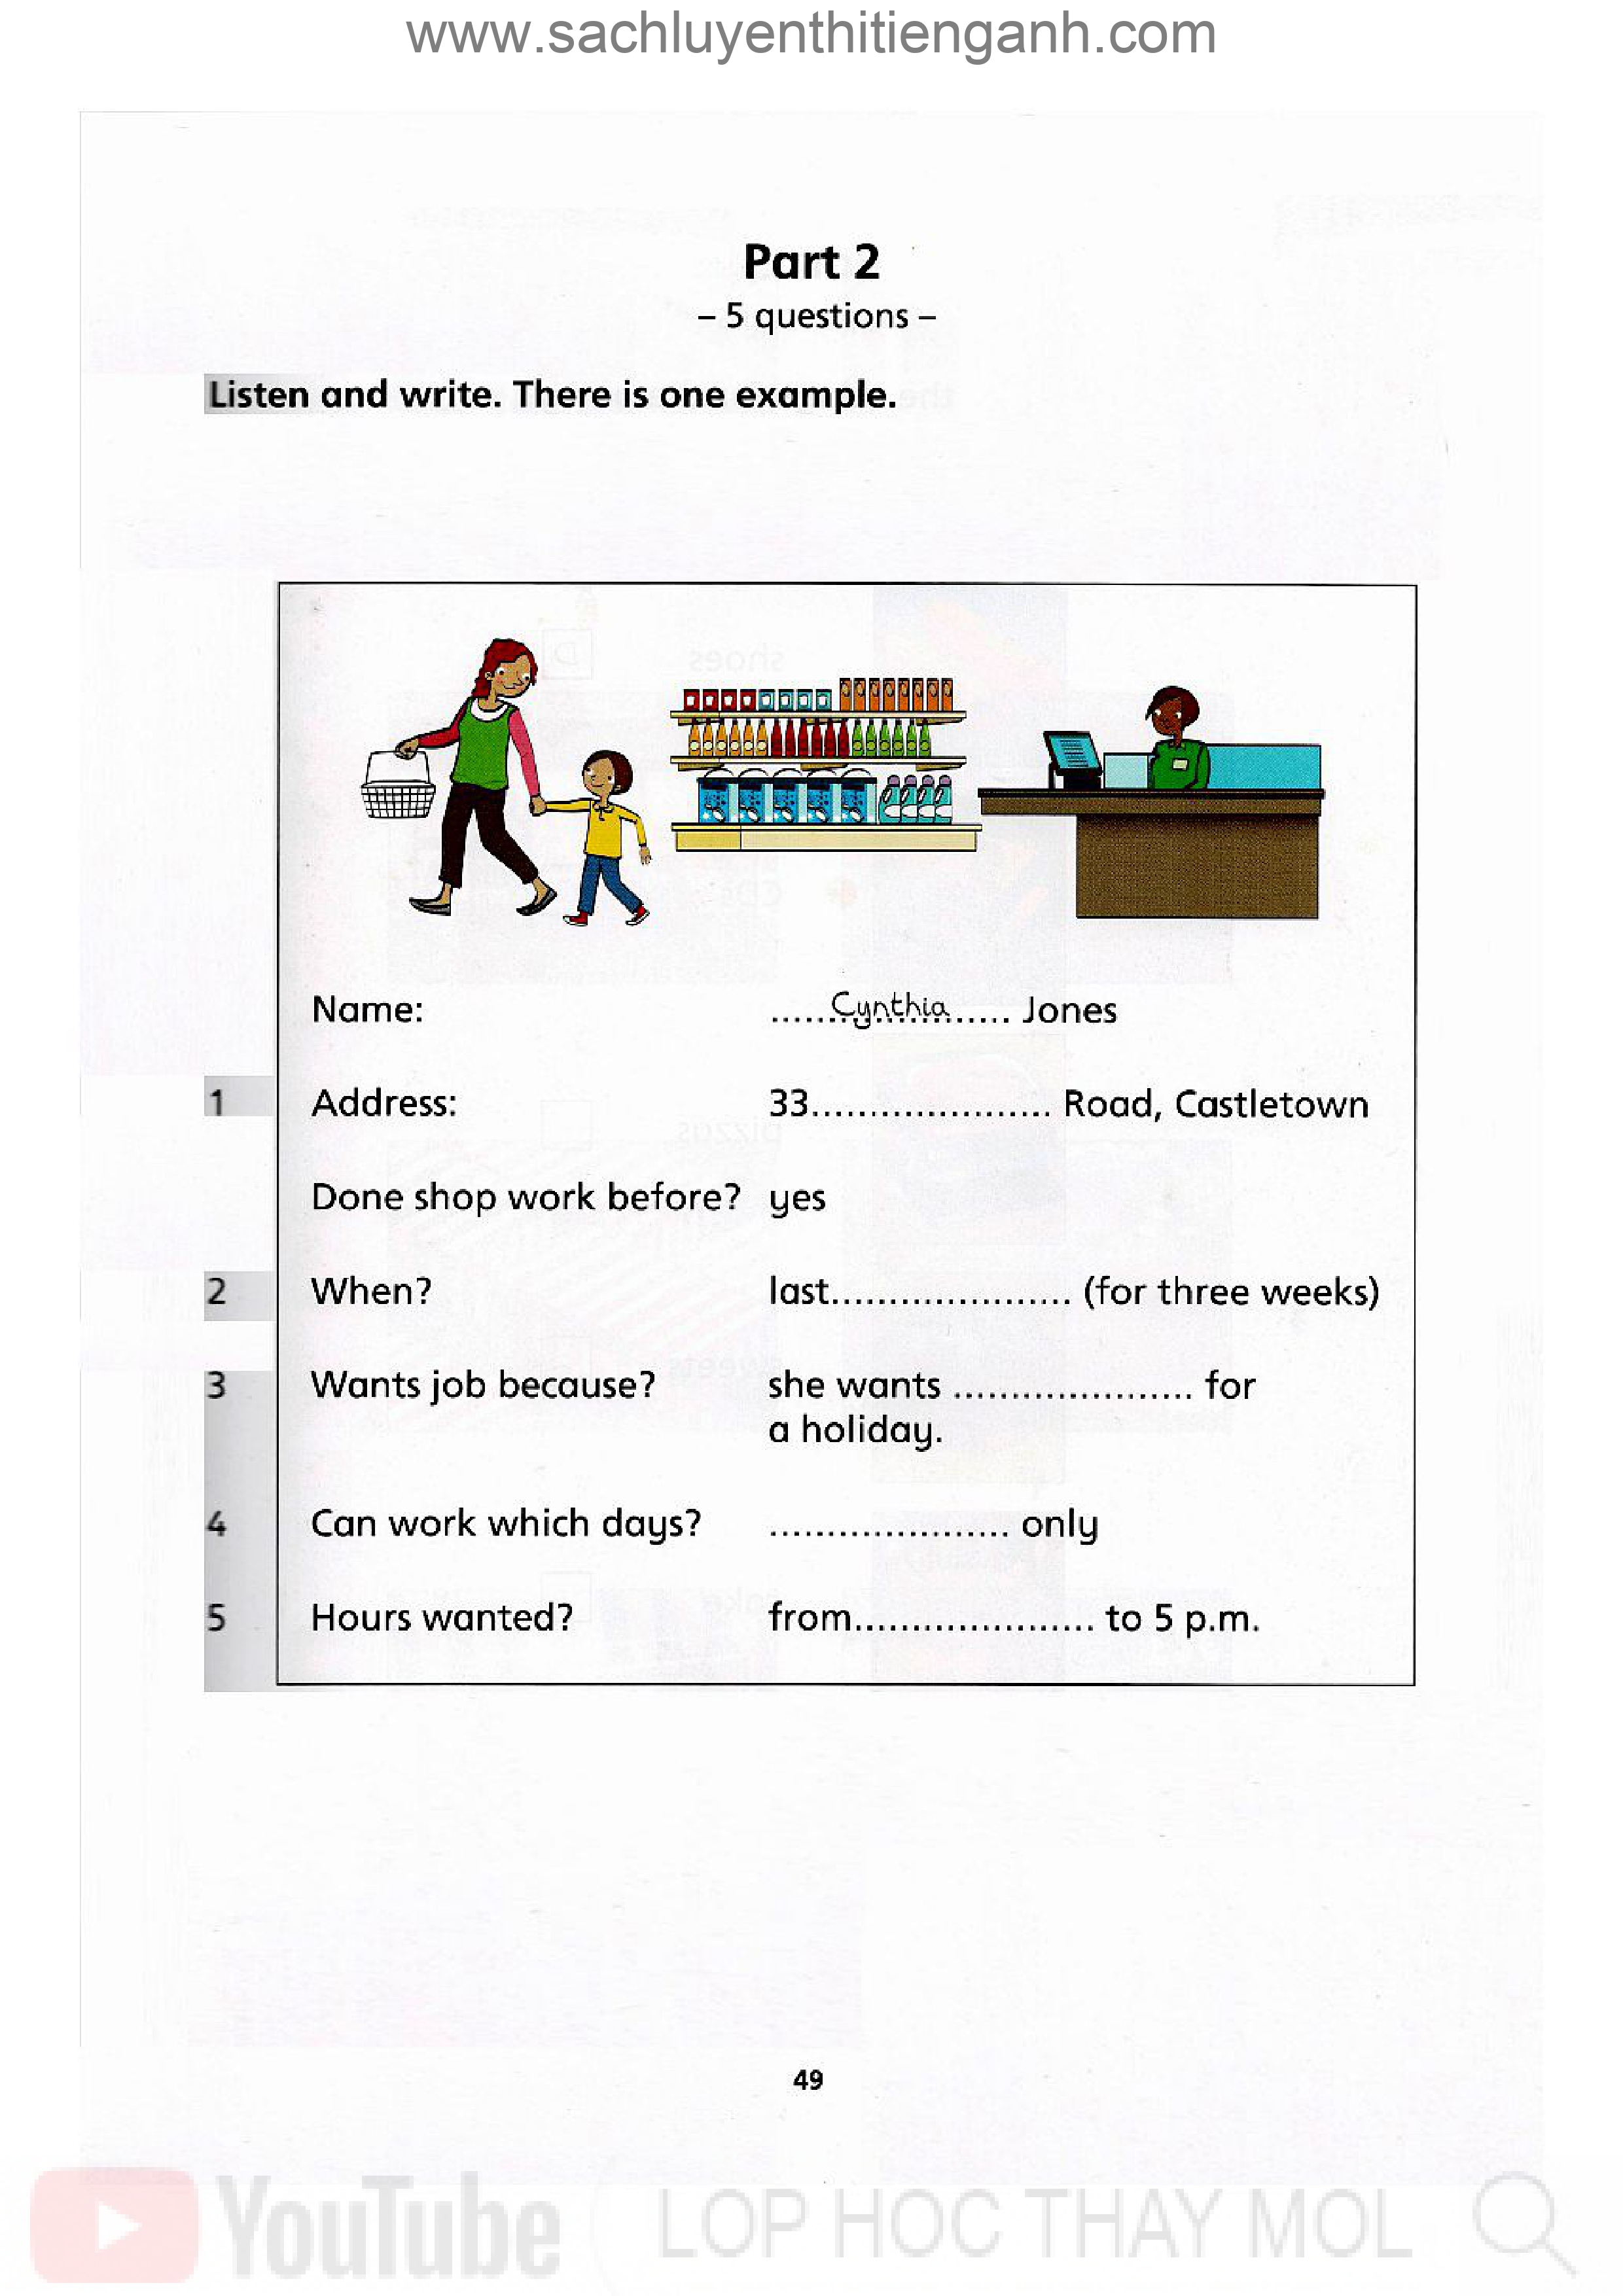 www.sachluyenthitienganh.com
Part 2
– 5 questions –
Listen and write. There is one example.
Name: .....Cynthia..... Jones
1 Address: 33..................... Road, Castletown
Done shop work before? yes
2 When? last..................... (for three weeks)
3 Wants job because? she wants ..................... for
a holiday.
4 Can work which days? ..................... only
5 Hours wanted? from..................... to 5 p.m.
49
YouTube LOP HOC THAY MOL